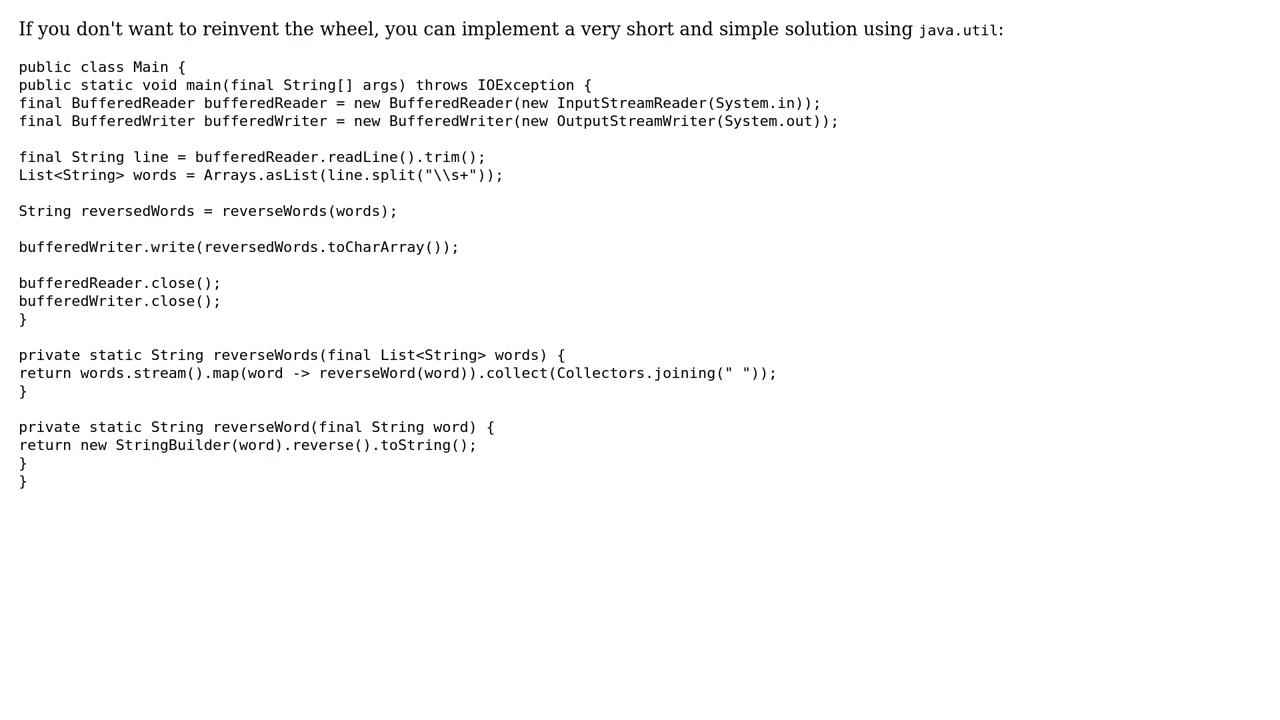 If you don't want to reinvent the wheel, you can implement a very short and simple solution using java.util:
public class Main {
public static void main(final String[] args) throws IOException {
final BufferedReader bufferedReader = new BufferedReader(new InputStreamReader(System.in));
final BufferedWriter bufferedWriter = new BufferedWriter(new OutputStreamWriter(System.out));

final String line = bufferedReader.readLine().trim();
List<String> words = Arrays.asList(line.split("\\s+"));

String reversedWords = reverseWords(words);

bufferedWriter.write(reversedWords.toCharArray());

bufferedReader.close();
bufferedWriter.close();
}

private static String reverseWords(final List<String> words) {
return words.stream().map(word -> reverseWord(word)).collect(Collectors.joining(" "));
}

private static String reverseWord(final String word) {
return new StringBuilder(word).reverse().toString();
}
}